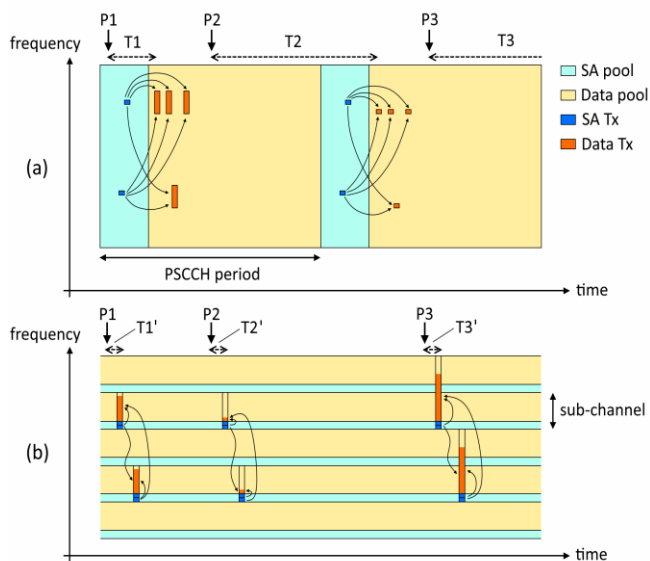 P1 P2 P3
frequency T1 T2 T3
SA pool
Data pool
SA Tx
Data Tx
(a)
PSCCH period
time
frequency P1 P2 P3
T1' T2' T3'
sub-channel
(b)
time